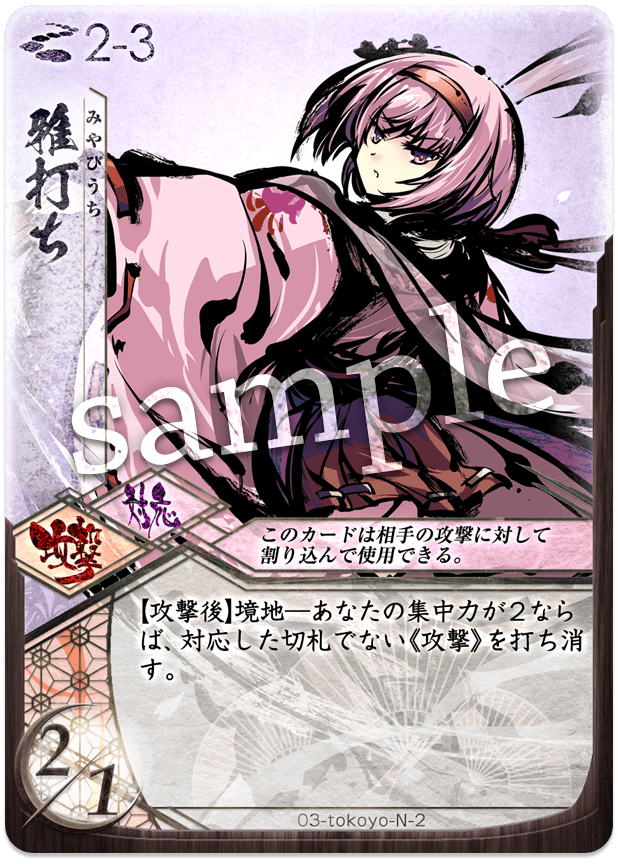 2-3
雅打ち
みやびうち
sample
攻撃
対応
このカードは相手の攻撃に対して
割り込んで使用できる。
【攻撃後】境地―あなたの集中力が２なら
ば、対応した切札でない《攻撃》を打ち消
す。
2/1
03-tokoyo-N-2